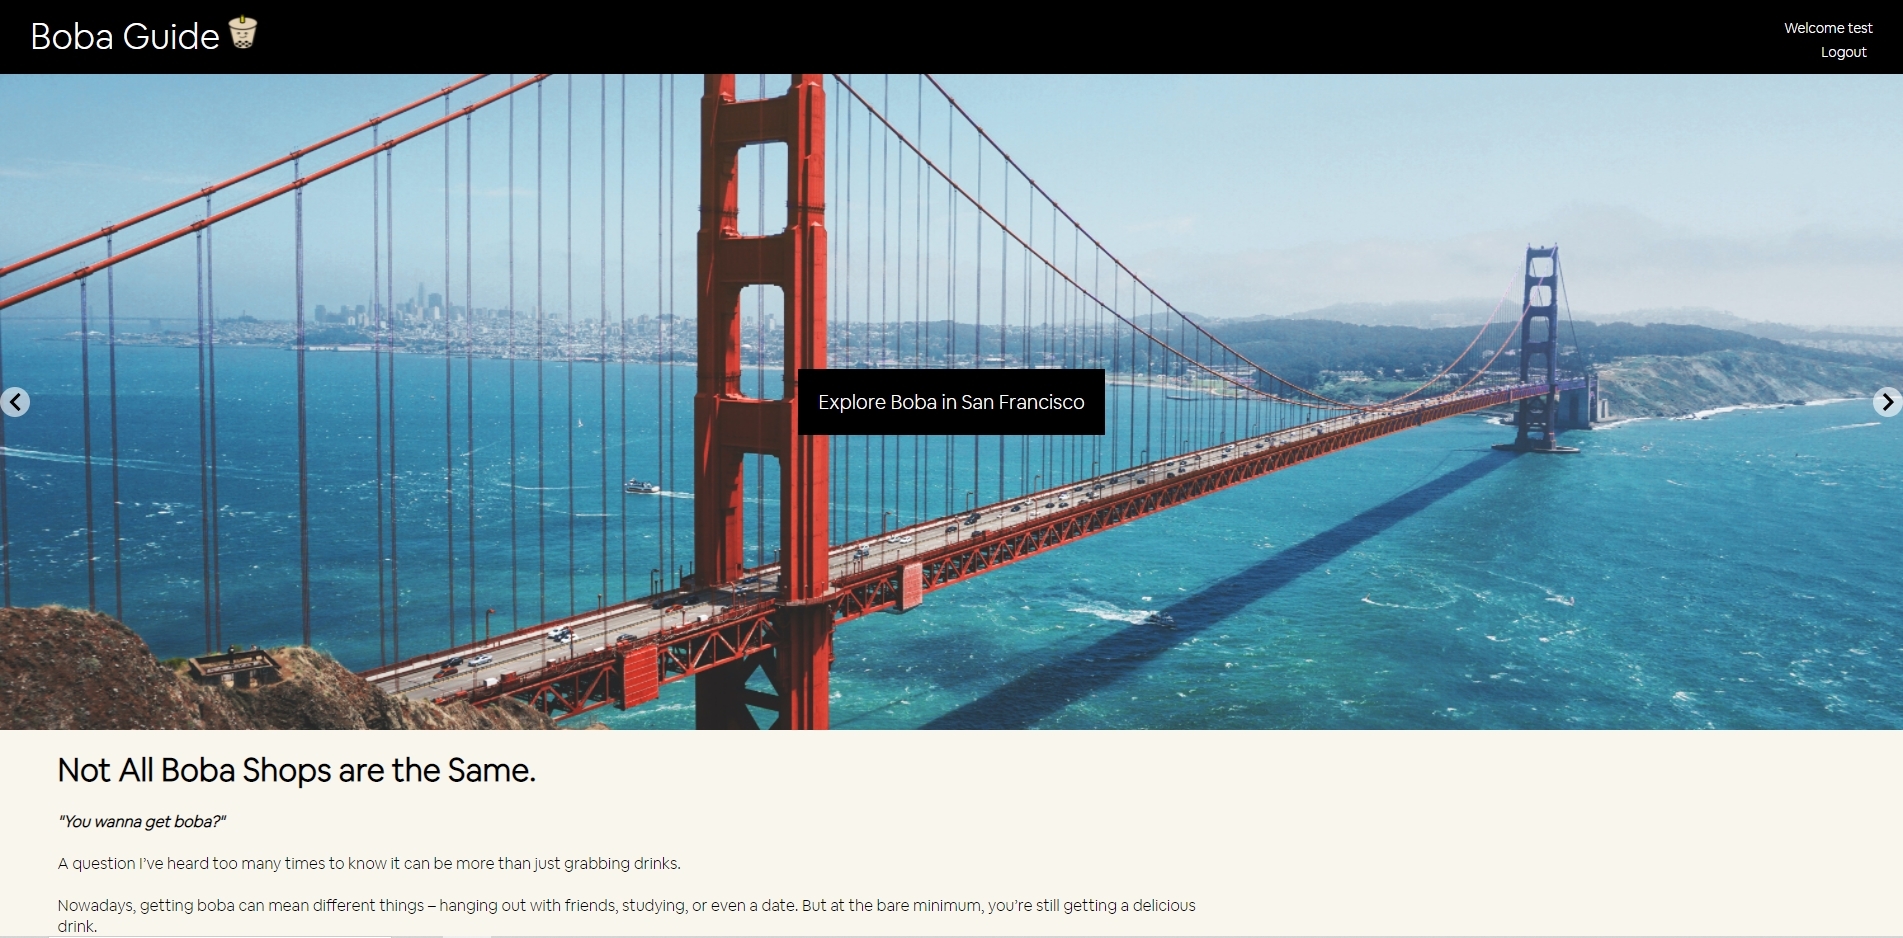 Boba Guide
Welcome test
Logout
Explore Boba in San Francisco
Not All Boba Shops are the Same.
"You wanna get boba?"
A question I’ve heard too many times to know it can be more than just grabbing drinks.
Nowadays, getting boba can mean different things – hanging out with friends, studying, or even a date. But at the bare minimum, you’re still getting a delicious
drink.